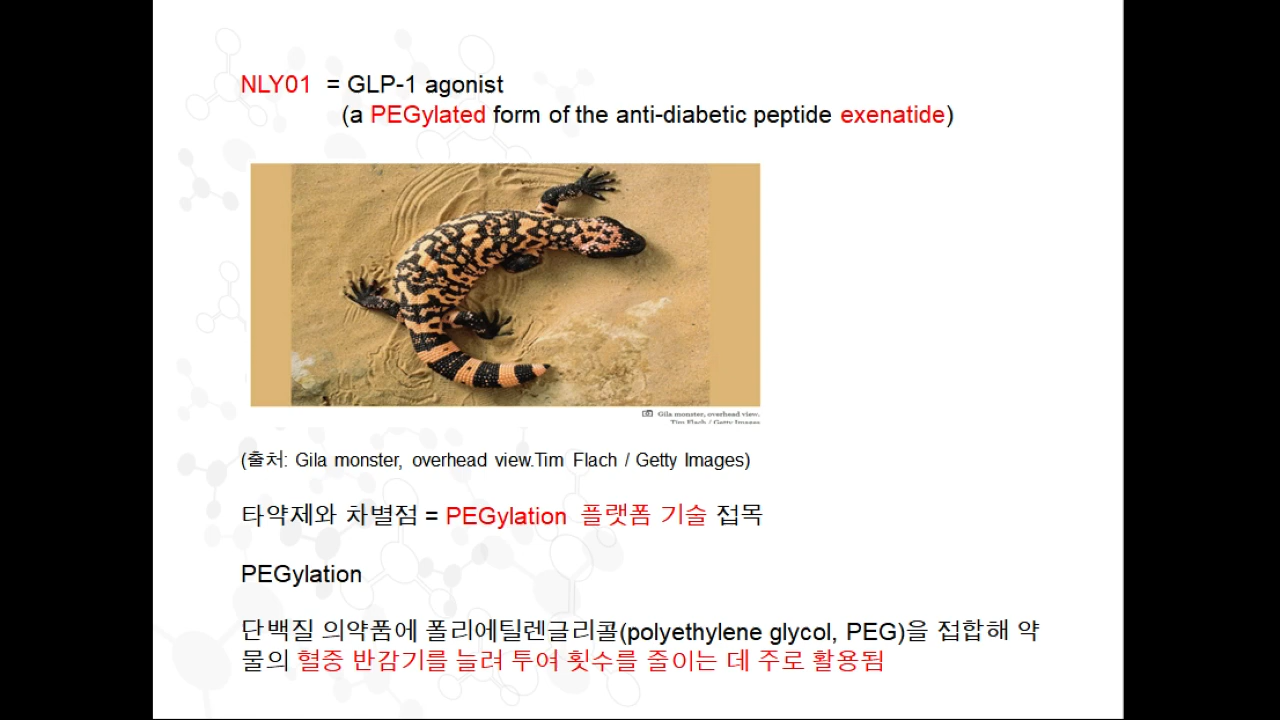 NLY01 = GLP-1 agonist
(a PEGylated form of the anti-diabetic peptide exenatide)
Gila monster, overhead view.
Tim Flach / Getty Images
(출처: Gila monster, overhead view.Tim Flach / Getty Images)
타약제와 차별점 = PEGylation 플랫폼 기술 접목
PEGylation
단백질 의약품에 폴리에틸렌글리콜(polyethylene glycol, PEG)을 접합해 약
물의 혈중 반감기를 늘려 투여 횟수를 줄이는 데 주로 활용됨